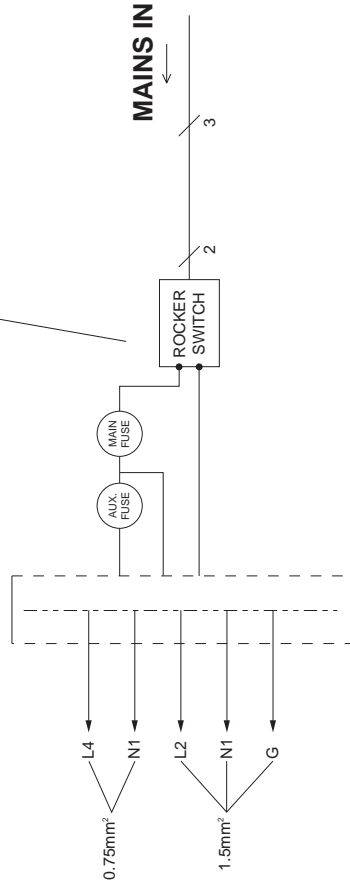 MAINS IN
3
2
ROCKER
SWITCH
MAIN
FUSE
AUX.
FUSE
L4
N1
L2
N1
G
0.75mm²
1.5mm²